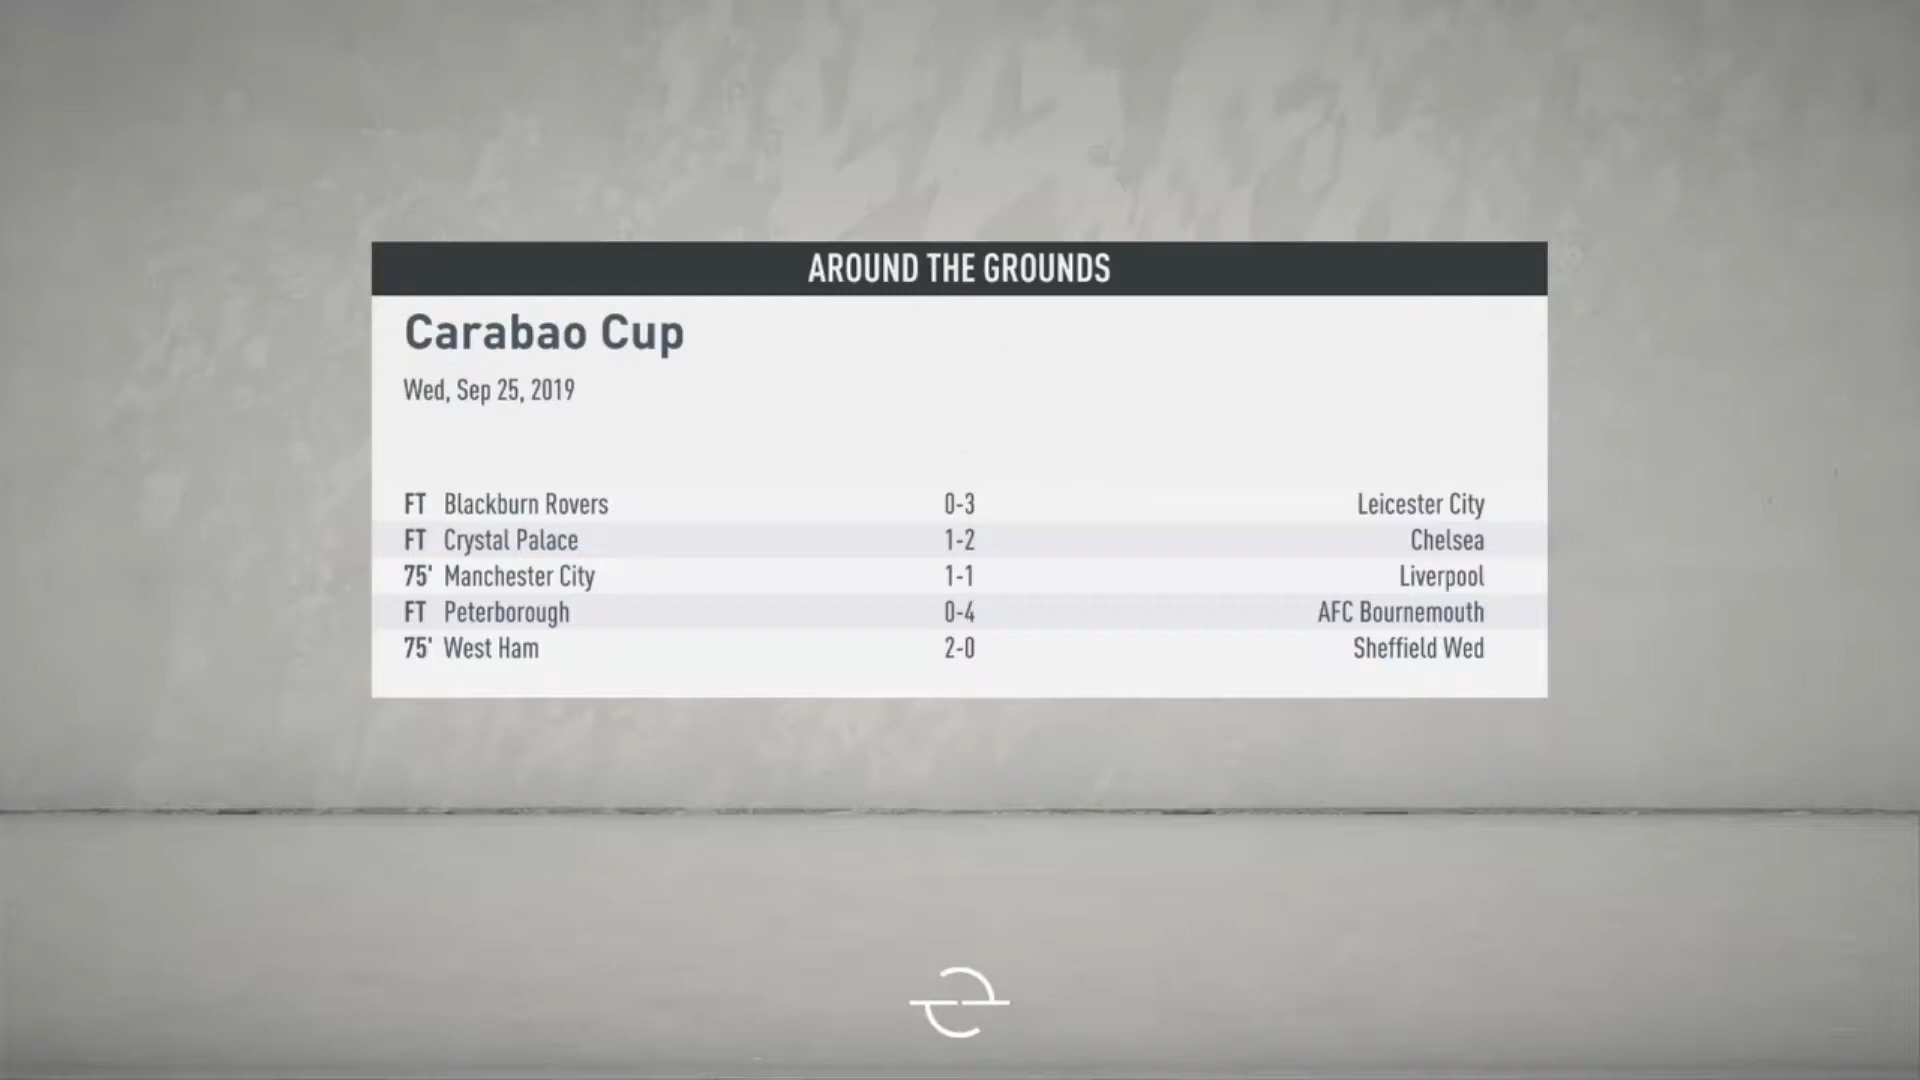 AROUND THE GROUNDS
Carabao Cup
Wed, Sep 25, 2019
FT Blackburn Rovers 0-3 Leicester City
FT Crystal Palace 1-2 Chelsea
75' Manchester City 1-1 Liverpool
FT Peterborough 0-4 AFC Bournemouth
75' West Ham 2-0 Sheffield Wed